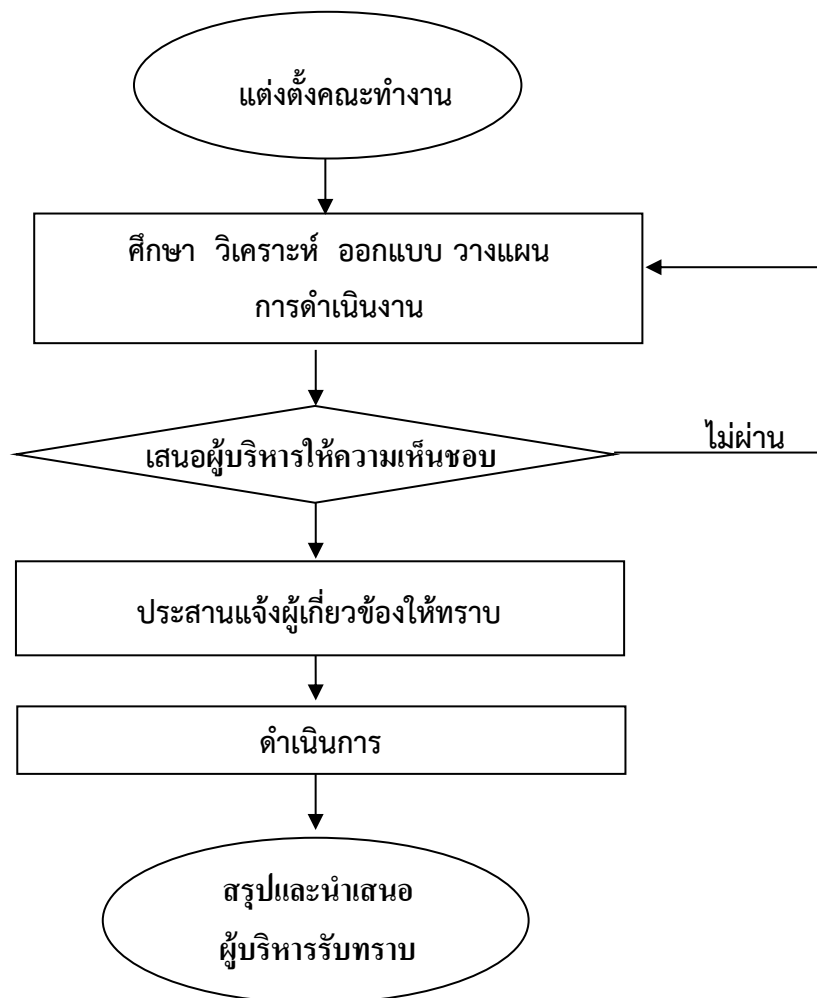 แต่งตั้งคณะทำงาน
ศึกษา วิเคราะห์ ออกแบบ วางแผน
การดำเนินงาน
เสนอผู้บริหารให้ความเห็นชอบ
ไม่ผ่าน
ประสานแจ้งผู้เกี่ยวข้องให้ทราบ
ดำเนินการ
สรุปและนำเสนอ
ผู้บริหารรับทราบ